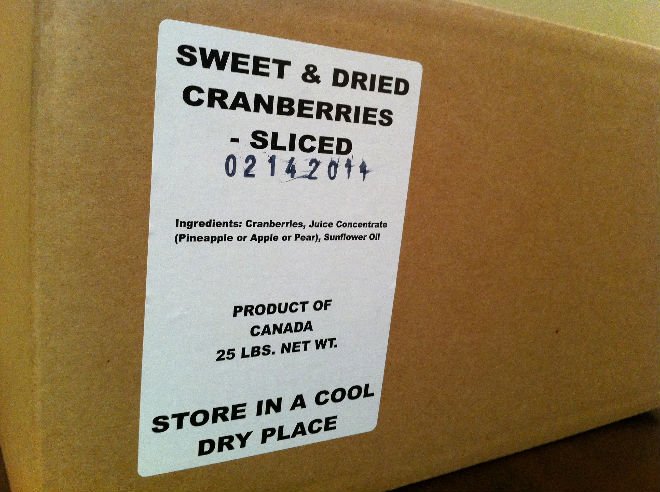 SWEET & DRIED
CRANBERRIES
- SLICED
02142014
Ingredients: Cranberries, Juice Concentrate
(Pineapple or Apple or Pear), Sunflower Oil
PRODUCT OF
CANADA
25 LBS. NET WT.
STORE IN A COOL
DRY PLACE